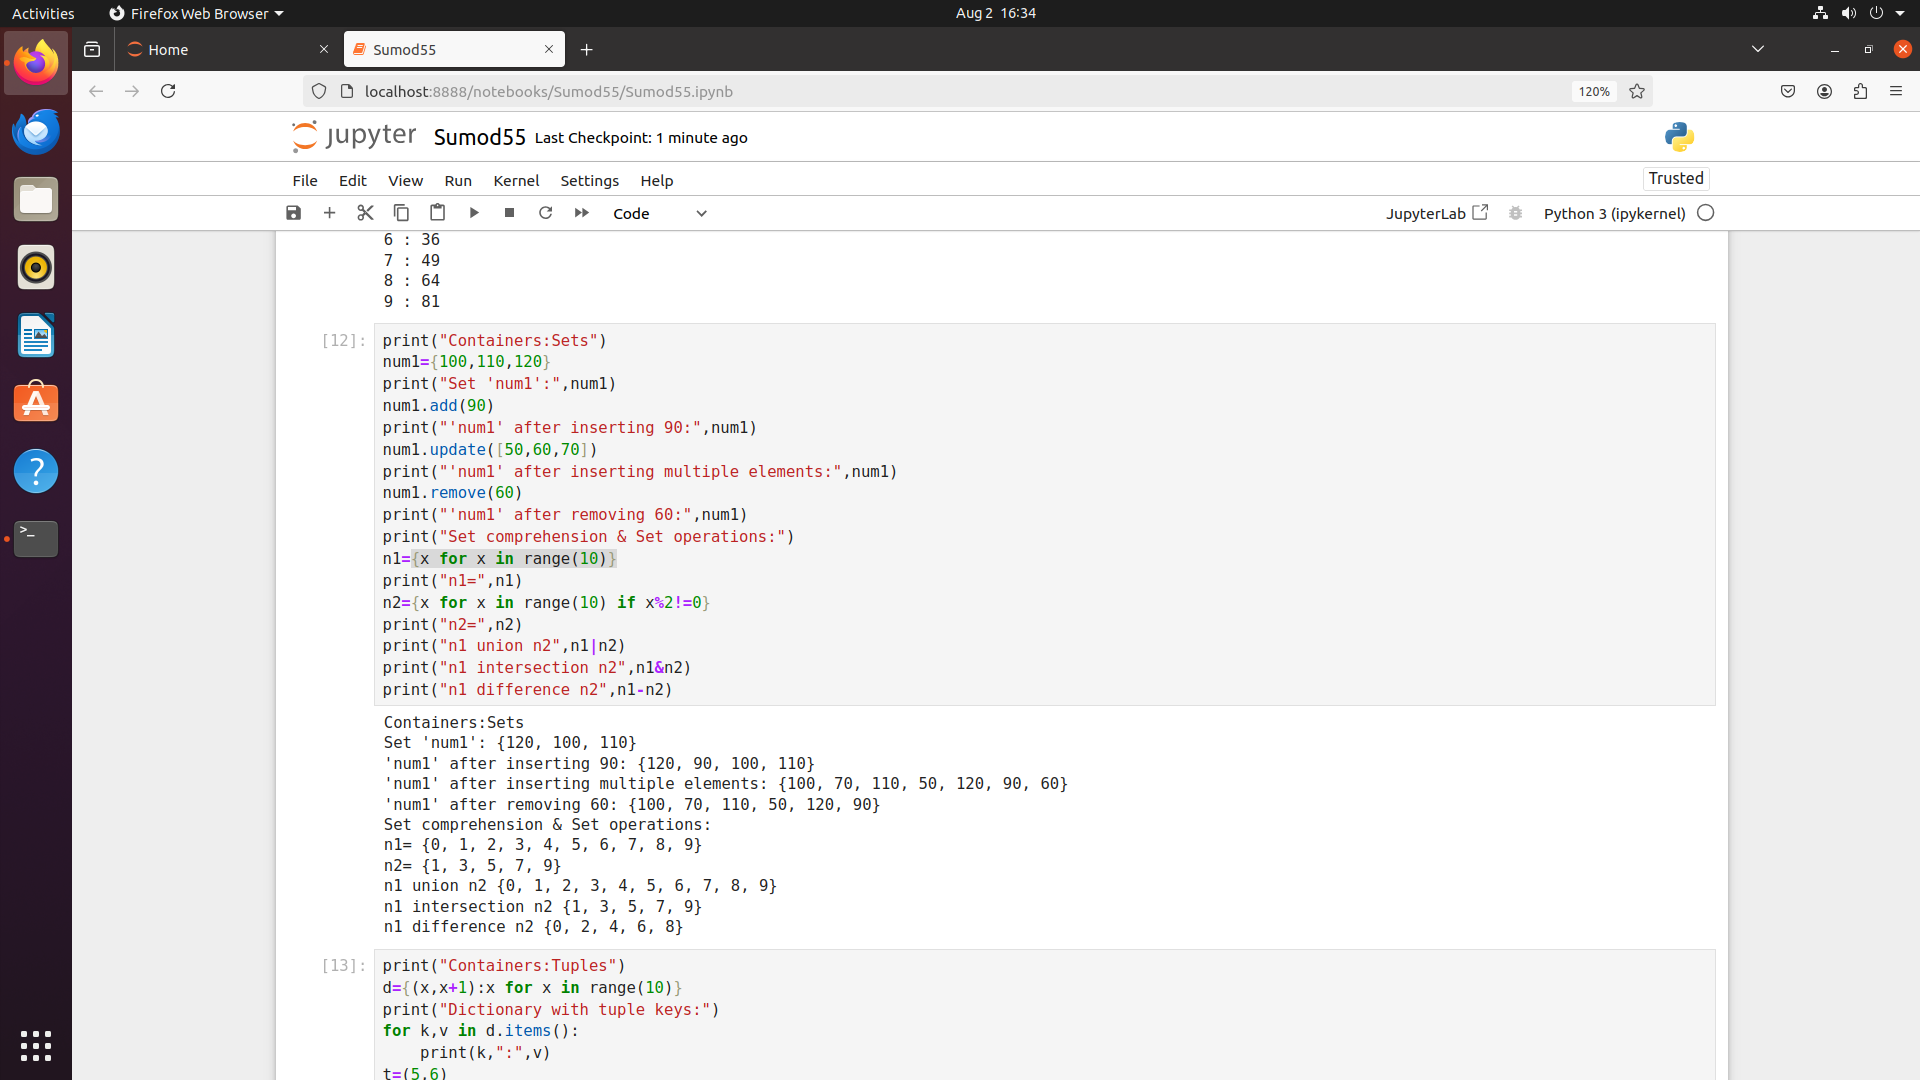 Activities
Firefox Web Browser
Aug 2 16:34
Home
Sumod55
localhost:8888/notebooks/Sumod55/Sumod55.ipynb
120%
jupyter
Sumod55
Last Checkpoint: 1 minute ago
File
Edit
View
Run
Kernel
Settings
Help
Trusted
Code
JupyterLab
Python 3 (ipykernel)
6 : 36
7 : 49
8 : 64
9 : 81
[12]:
print("Containers:Sets")
num1={100,110,120}
print("Set 'num1':",num1)
num1.add(90)
print("'num1' after inserting 90:",num1)
num1.update([50,60,70])
print("'num1' after inserting multiple elements:",num1)
num1.remove(60)
print("'num1' after removing 60:",num1)
print("Set comprehension & Set operations:")
n1={x for x in range(10)}
print("n1=",n1)
n2={x for x in range(10) if x%2!=0}
print("n2=",n2)
print("n1 union n2",n1|n2)
print("n1 intersection n2",n1&n2)
print("n1 difference n2",n1-n2)
Containers:Sets
Set 'num1': {120, 100, 110}
'num1' after inserting 90: {120, 90, 100, 110}
'num1' after inserting multiple elements: {100, 70, 110, 50, 120, 90, 60}
'num1' after removing 60: {100, 70, 110, 50, 120, 90}
Set comprehension & Set operations:
n1= {0, 1, 2, 3, 4, 5, 6, 7, 8, 9}
n2= {1, 3, 5, 7, 9}
n1 union n2 {0, 1, 2, 3, 4, 5, 6, 7, 8, 9}
n1 intersection n2 {1, 3, 5, 7, 9}
n1 difference n2 {0, 2, 4, 6, 8}
[13]:
print("Containers:Tuples")
d={(x,x+1):x for x in range(10)}
print("Dictionary with tuple keys:")
for k,v in d.items():
    print(k,":",v)
t=(5,6)